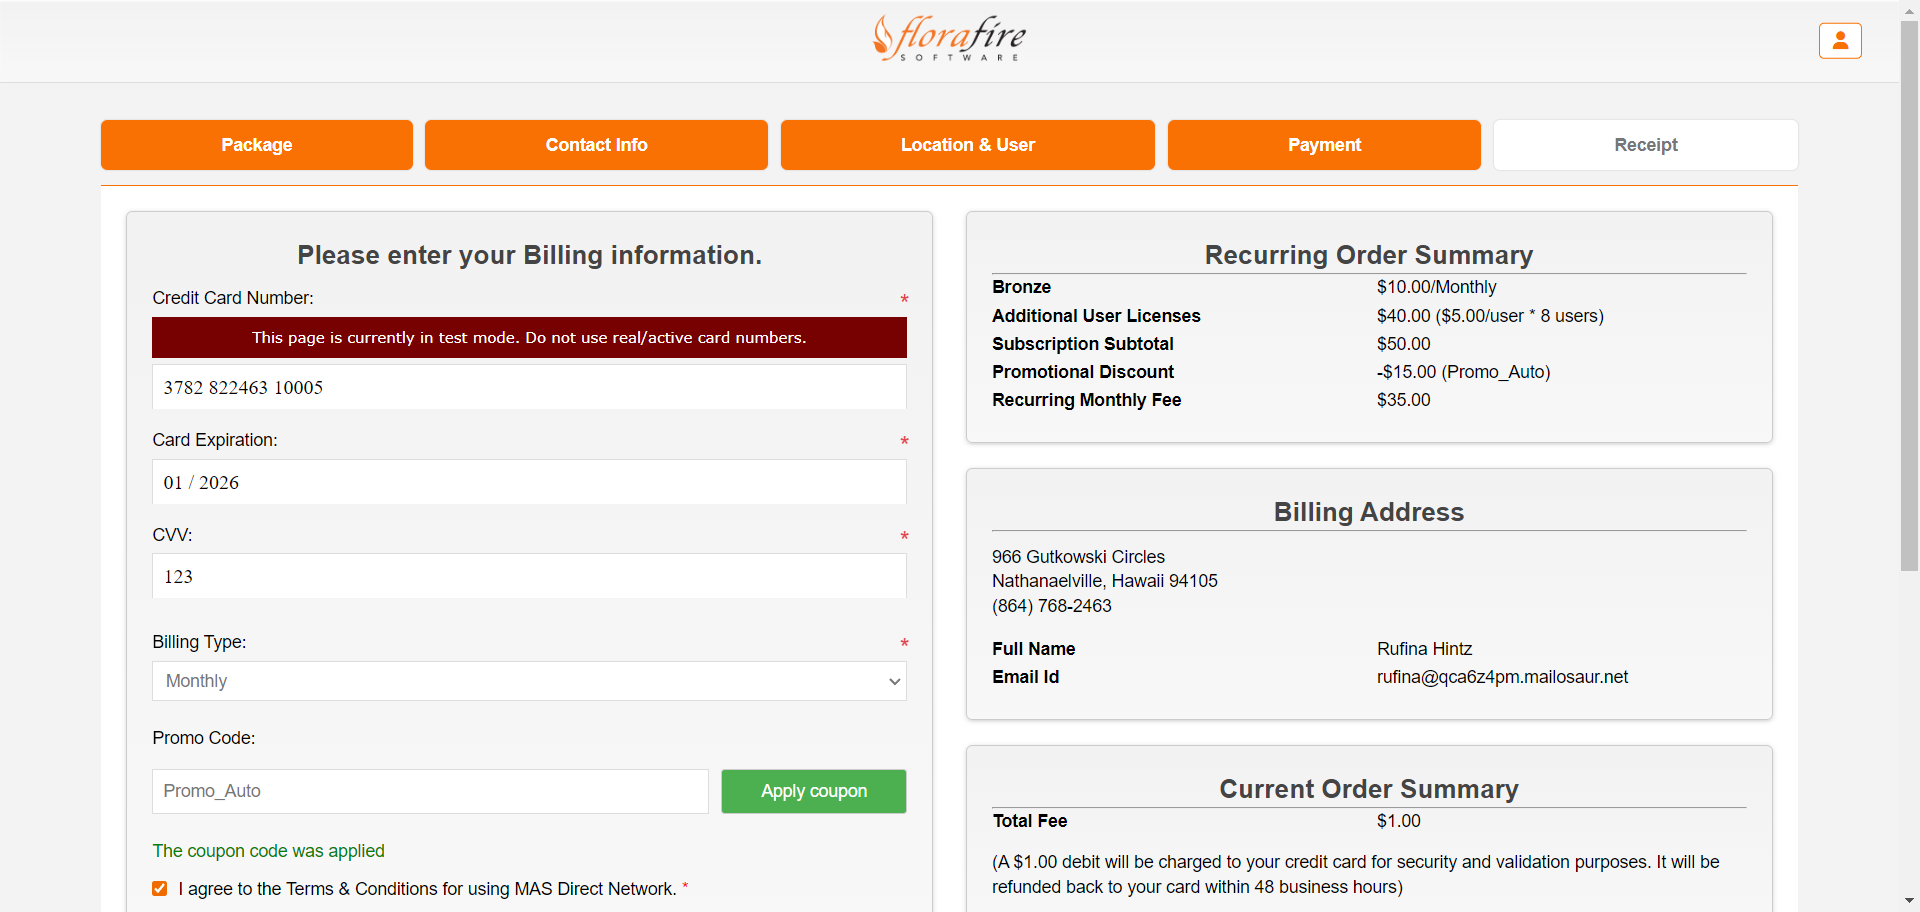 florafire
SOFTWARE
Package
Contact Info
Location & User
Payment
Receipt
Please enter your Billing information.
Credit Card Number:
*
This page is currently in test mode. Do not use real/active card numbers.
3782 822463 10005
Card Expiration:
*
01 / 2026
CVV:
*
123
Billing Type:
*
Monthly
Promo Code:
Promo_Auto
Apply coupon
The coupon code was applied
I agree to the Terms & Conditions for using MAS Direct Network. *
Recurring Order Summary
Bronze $10.00/Monthly
Additional User Licenses $40.00 ($5.00/user * 8 users)
Subscription Subtotal $50.00
Promotional Discount -$15.00 (Promo_Auto)
Recurring Monthly Fee $35.00
Billing Address
966 Gutkowski Circles
Nathanaelville, Hawaii 94105
(864) 768-2463
Full Name Rufina Hintz
Email Id rufina@qca6z4pm.mailosaur.net
Current Order Summary
Total Fee $1.00
(A $1.00 debit will be charged to your credit card for security and validation purposes. It will be
refunded back to your card within 48 business hours)